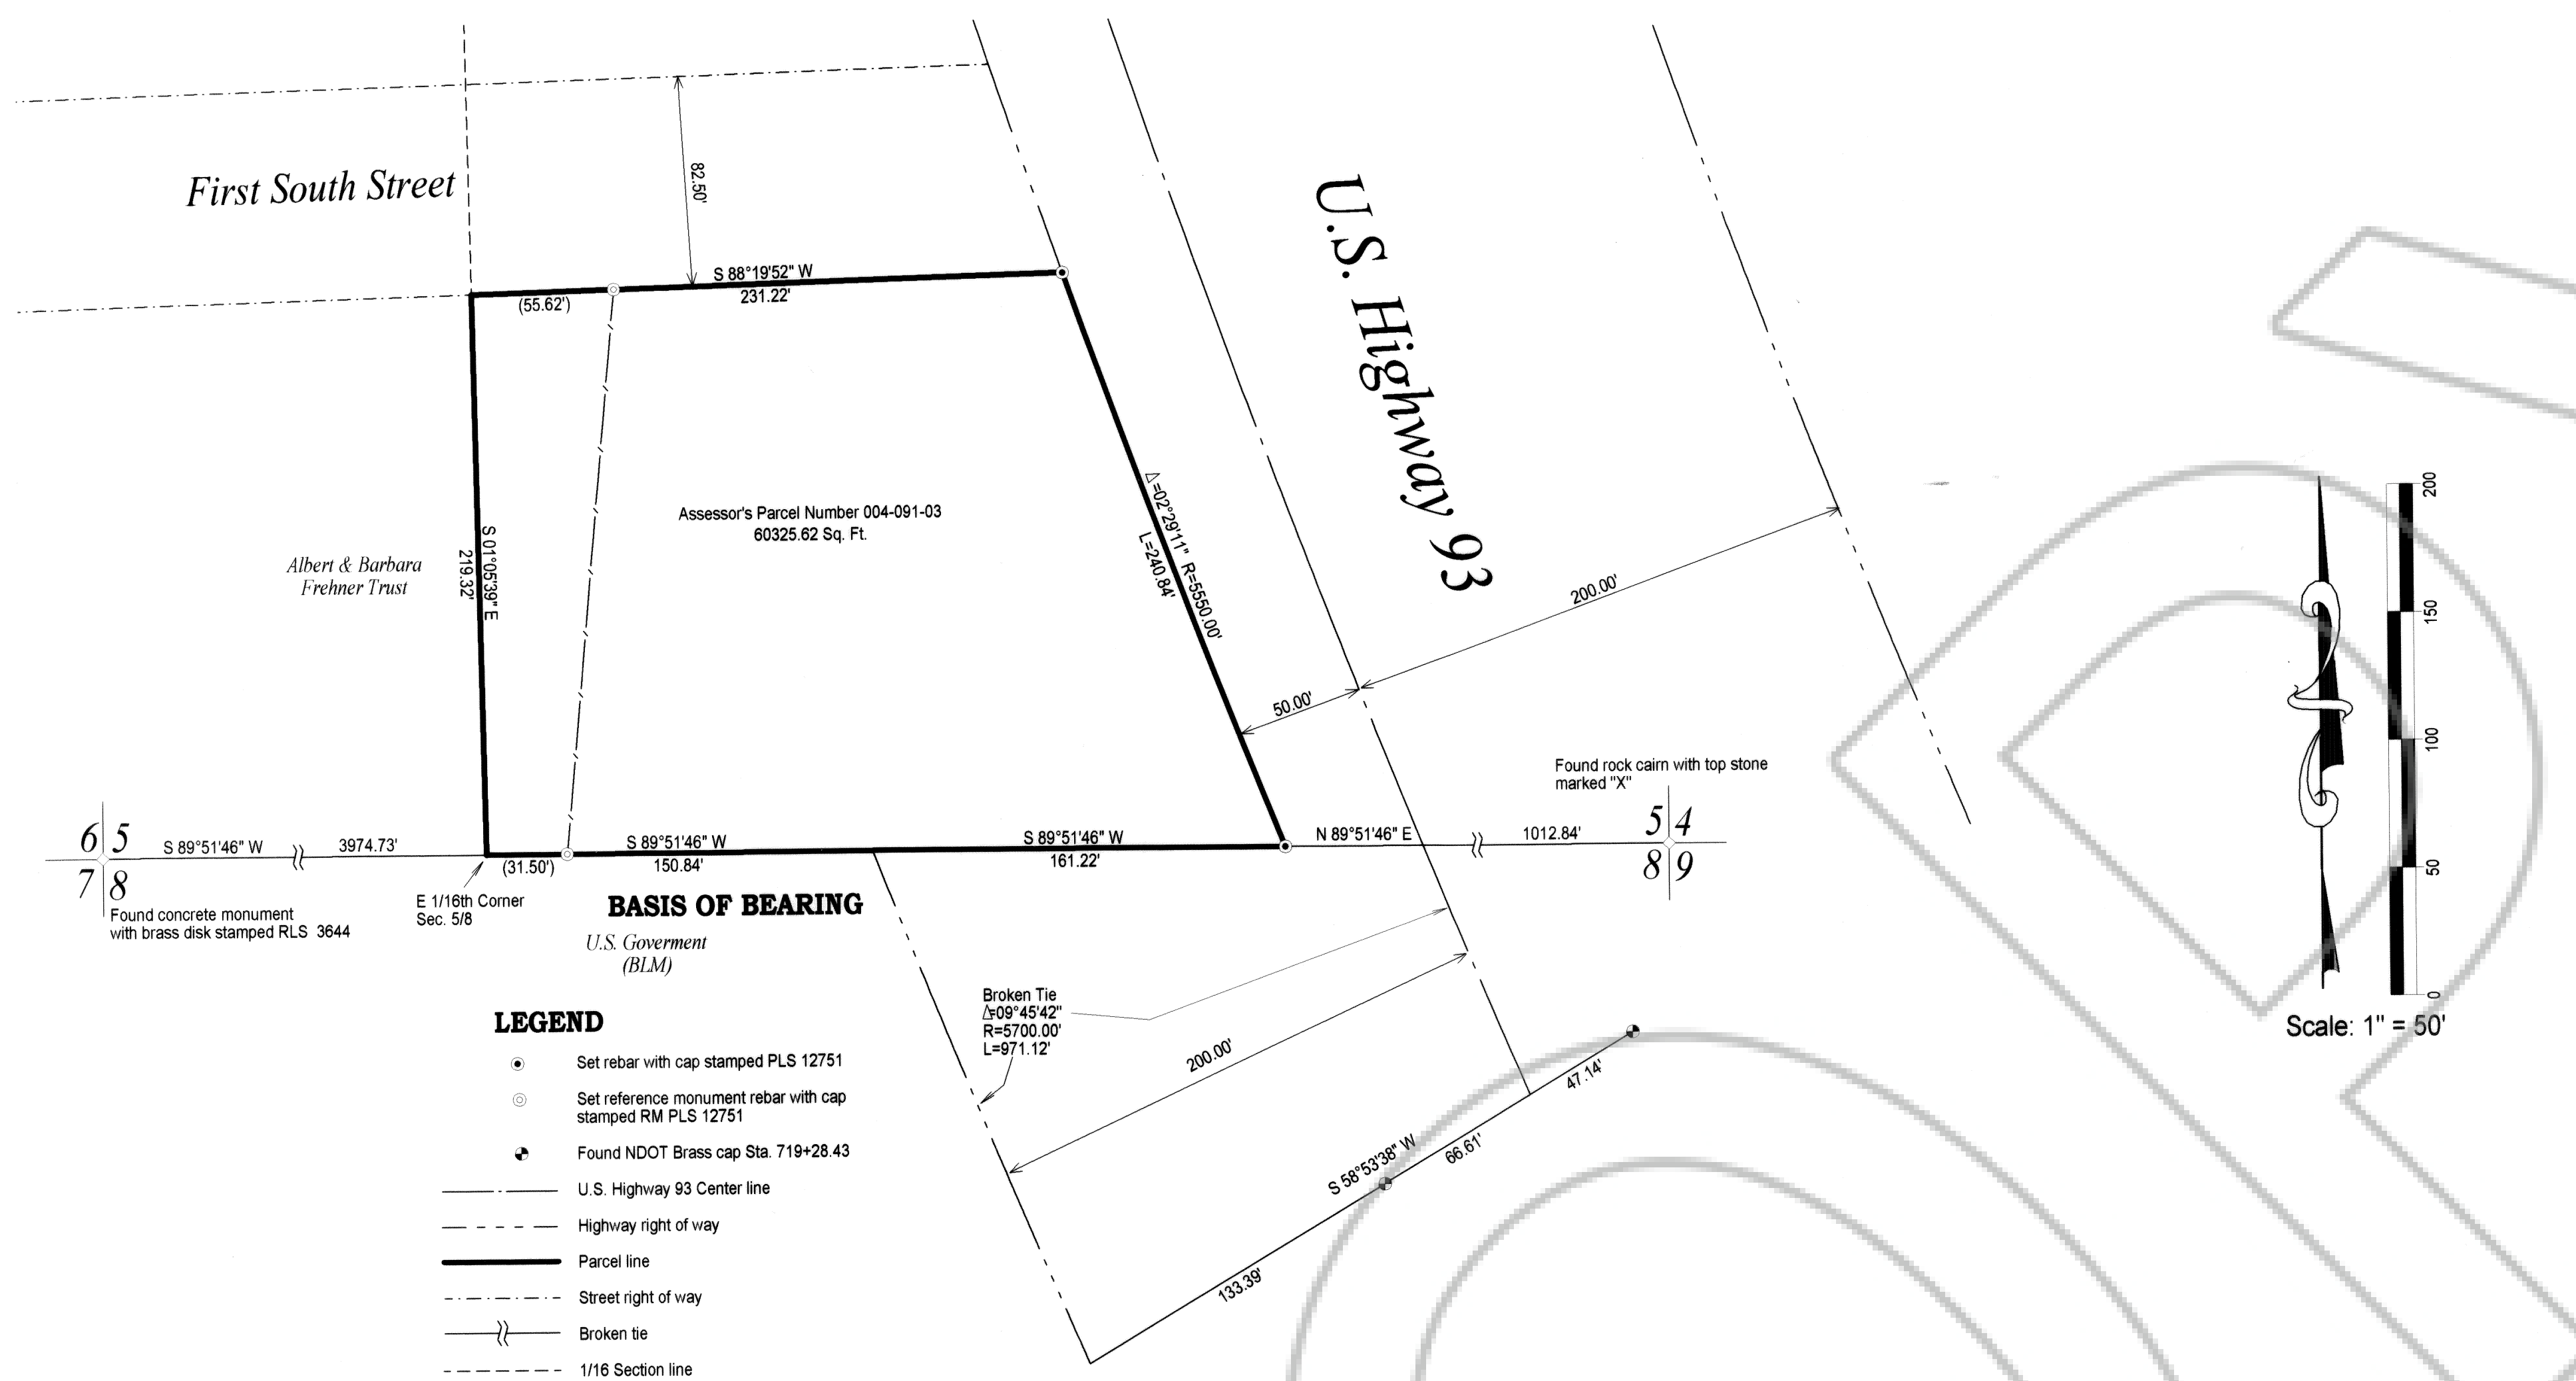 First South Street
82.50'
S 88°19'52" W
(55.62')
231.22'
U.S. Highway 93
Assessor's Parcel Number 004-091-03
60325.62 Sq. Ft.
Δ=02°29'11" R=5550.00'
L=240.84'
S 01°05'39" E
219.32'
Albert & Barbara
Frehner Trust
200.00'
50.00'
Found rock cairn with top stone
marked "X"
6 5
7 8
S 89°51'46" W 3974.73'
S 89°51'46" W
(31.50') 150.84'
S 89°51'46" W
161.22'
N 89°51'46" E 1012.84'
5 4
8 9
E 1/16th Corner
Sec. 5/8
Found concrete monument
with brass disk stamped RLS 3644
BASIS OF BEARING
U.S. Goverment
(BLM)
Broken Tie
Δ=09°45'42"
R=5700.00'
L=971.12'
200.00'
47.14'
S 58°53'38" W
66.61'
133.39'
LEGEND
Set rebar with cap stamped PLS 12751
Set reference monument rebar with cap
stamped RM PLS 12751
Found NDOT Brass cap Sta. 719+28.43
U.S. Highway 93 Center line
Highway right of way
Parcel line
Street right of way
Broken tie
1/16 Section line
200
150
100
50
0
Scale: 1" = 50'